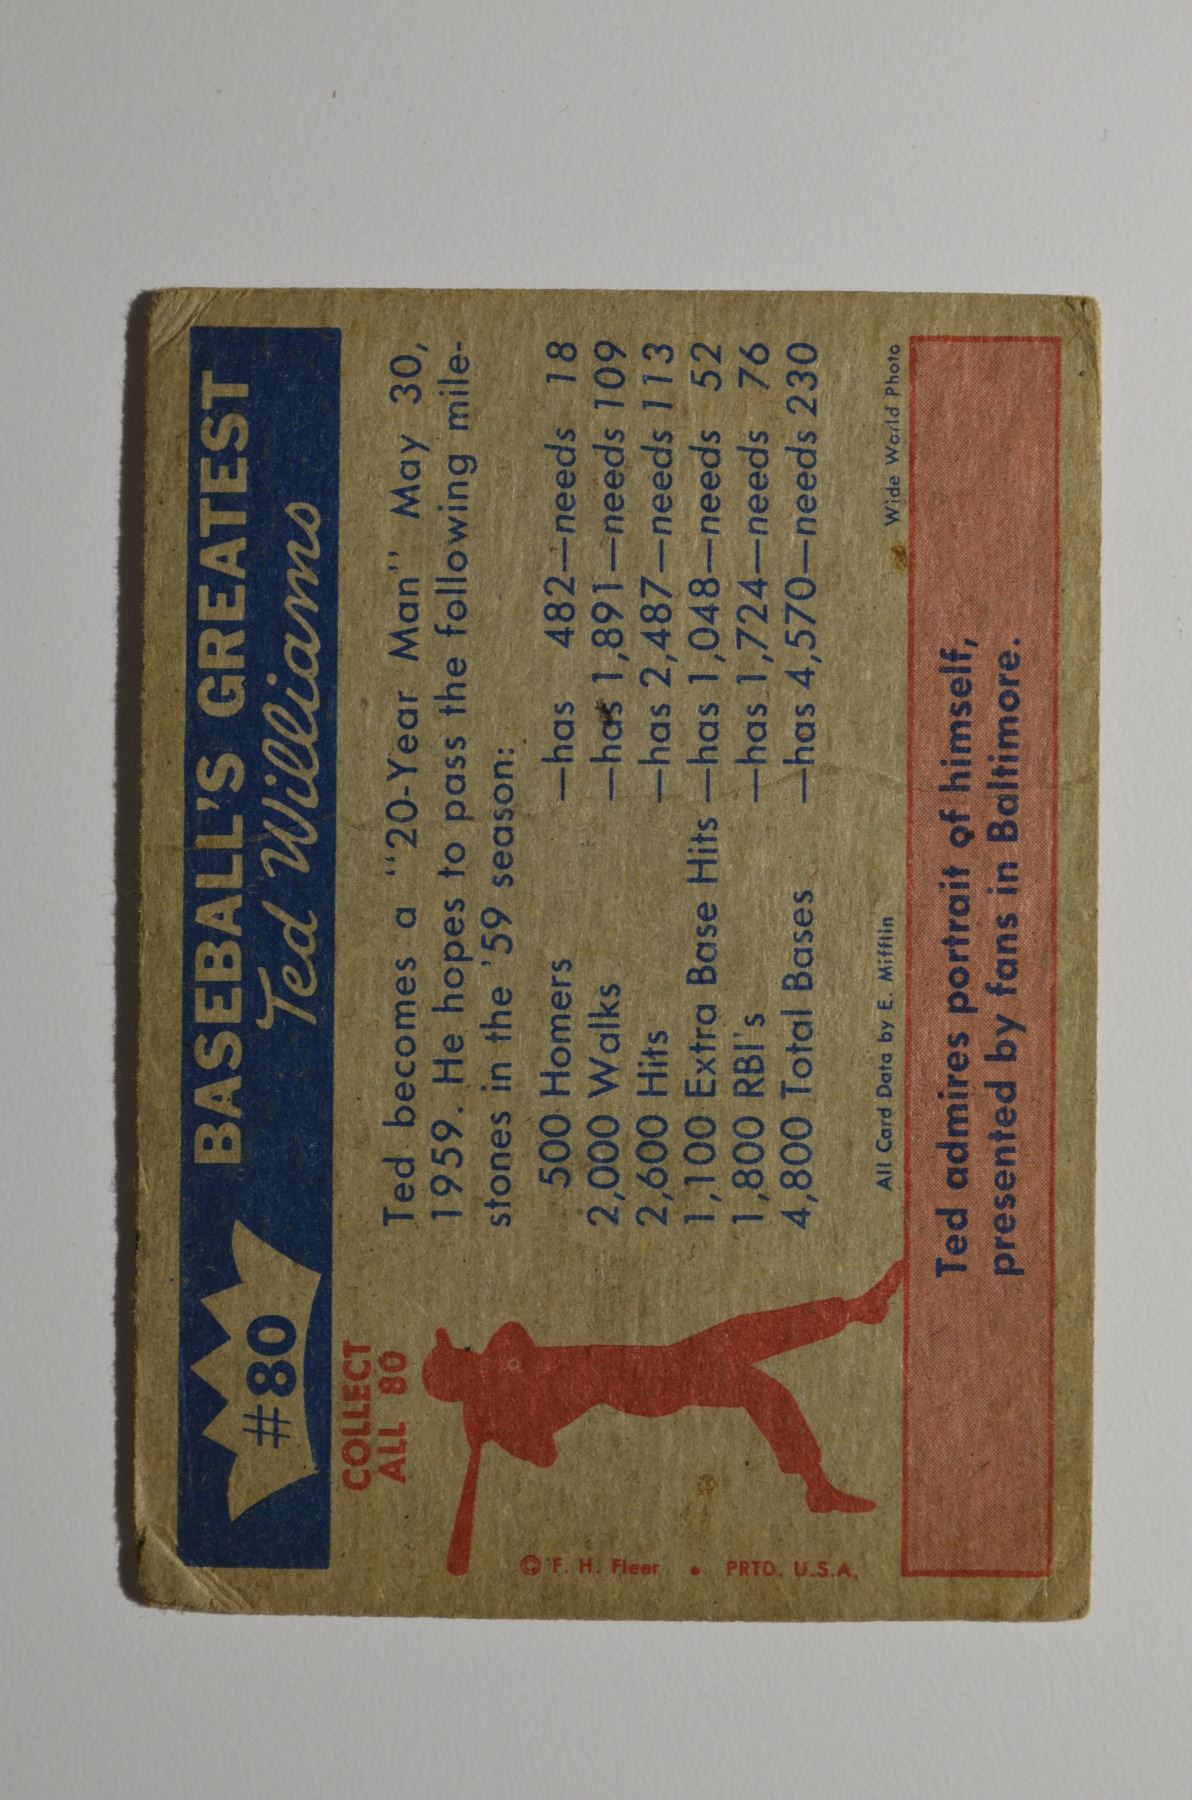 #80
BASEBALL'S GREATEST
Ted Williams
COLLECT
ALL 80
Ted becomes a "20-Year Man" May 30,
1959. He hopes to pass the following mile-
stones in the '59 season:
500 Homers —has 482—needs 18
2,000 Walks —has 1,891—needs 109
2,600 Hits —has 2,487—needs 113
1,100 Extra Base Hits —has 1,048—needs 52
1,800 RBI's —has 1,724—needs 76
4,800 Total Bases —has 4,570—needs 230
© F. H. Fleer • PRTD. U.S.A.
All Card Data by E. Mifflin Wide World Photo
Ted admires portrait of himself,
presented by fans in Baltimore.